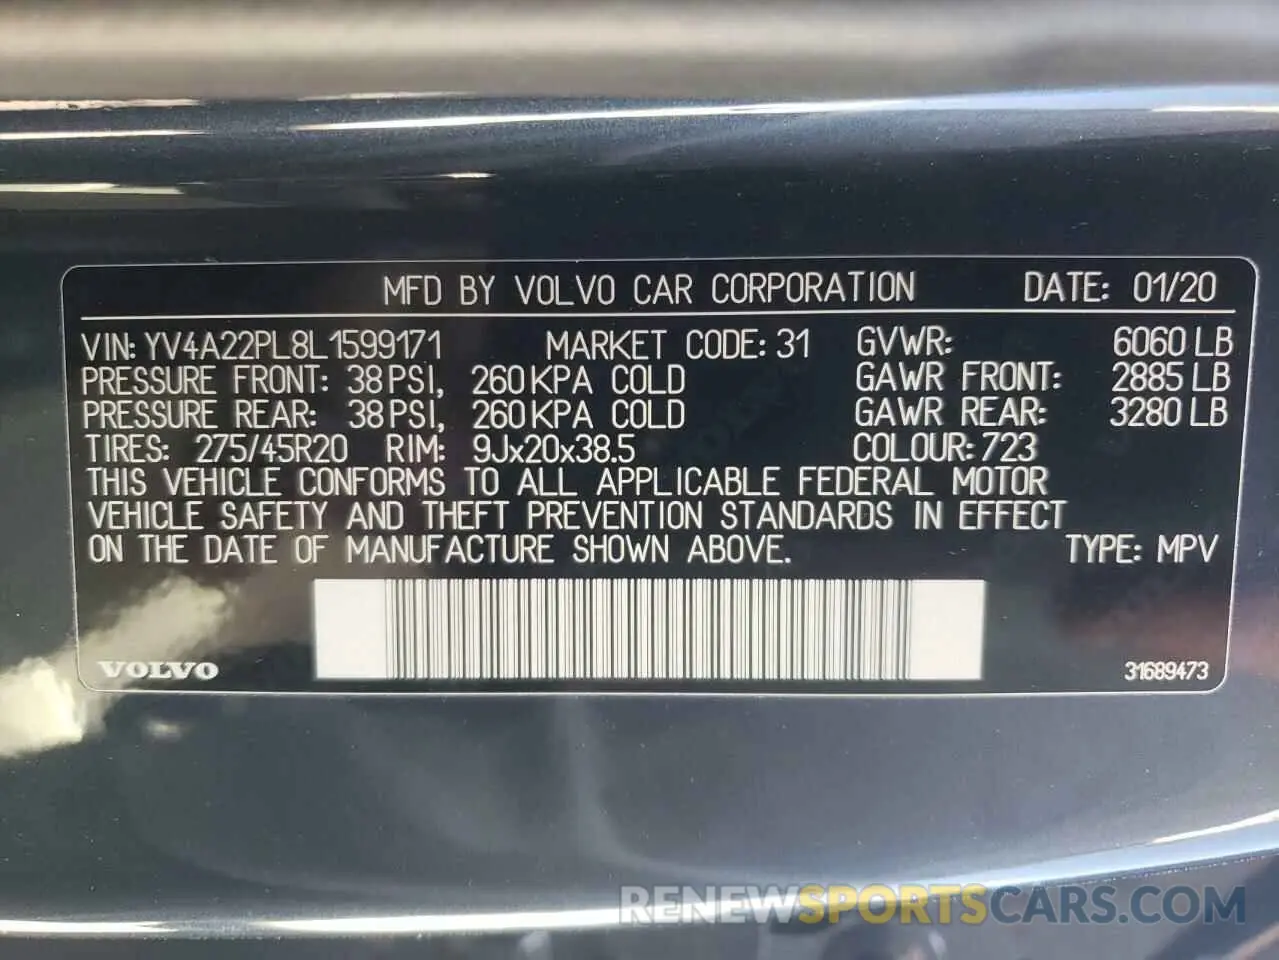 MFD BY VOLVO CAR CORPORATION DATE: 01/20
VIN: YV4A22PL8L1599171 MARKET CODE: 31 GVWR: 6060 LB
PRESSURE FRONT: 38 PSI, 260 KPA COLD GAWR FRONT: 2885 LB
PRESSURE REAR: 38 PSI, 260 KPA COLD GAWR REAR: 3280 LB
TIRES: 275/45R20 RIM: 9Jx20x38.5 COLOUR: 723
THIS VEHICLE CONFORMS TO ALL APPLICABLE FEDERAL MOTOR
VEHICLE SAFETY AND THEFT PREVENTION STANDARDS IN EFFECT
ON THE DATE OF MANUFACTURE SHOWN ABOVE. TYPE: MPV
VOLVO 31689473
RENEWSPORTSCARS.COM